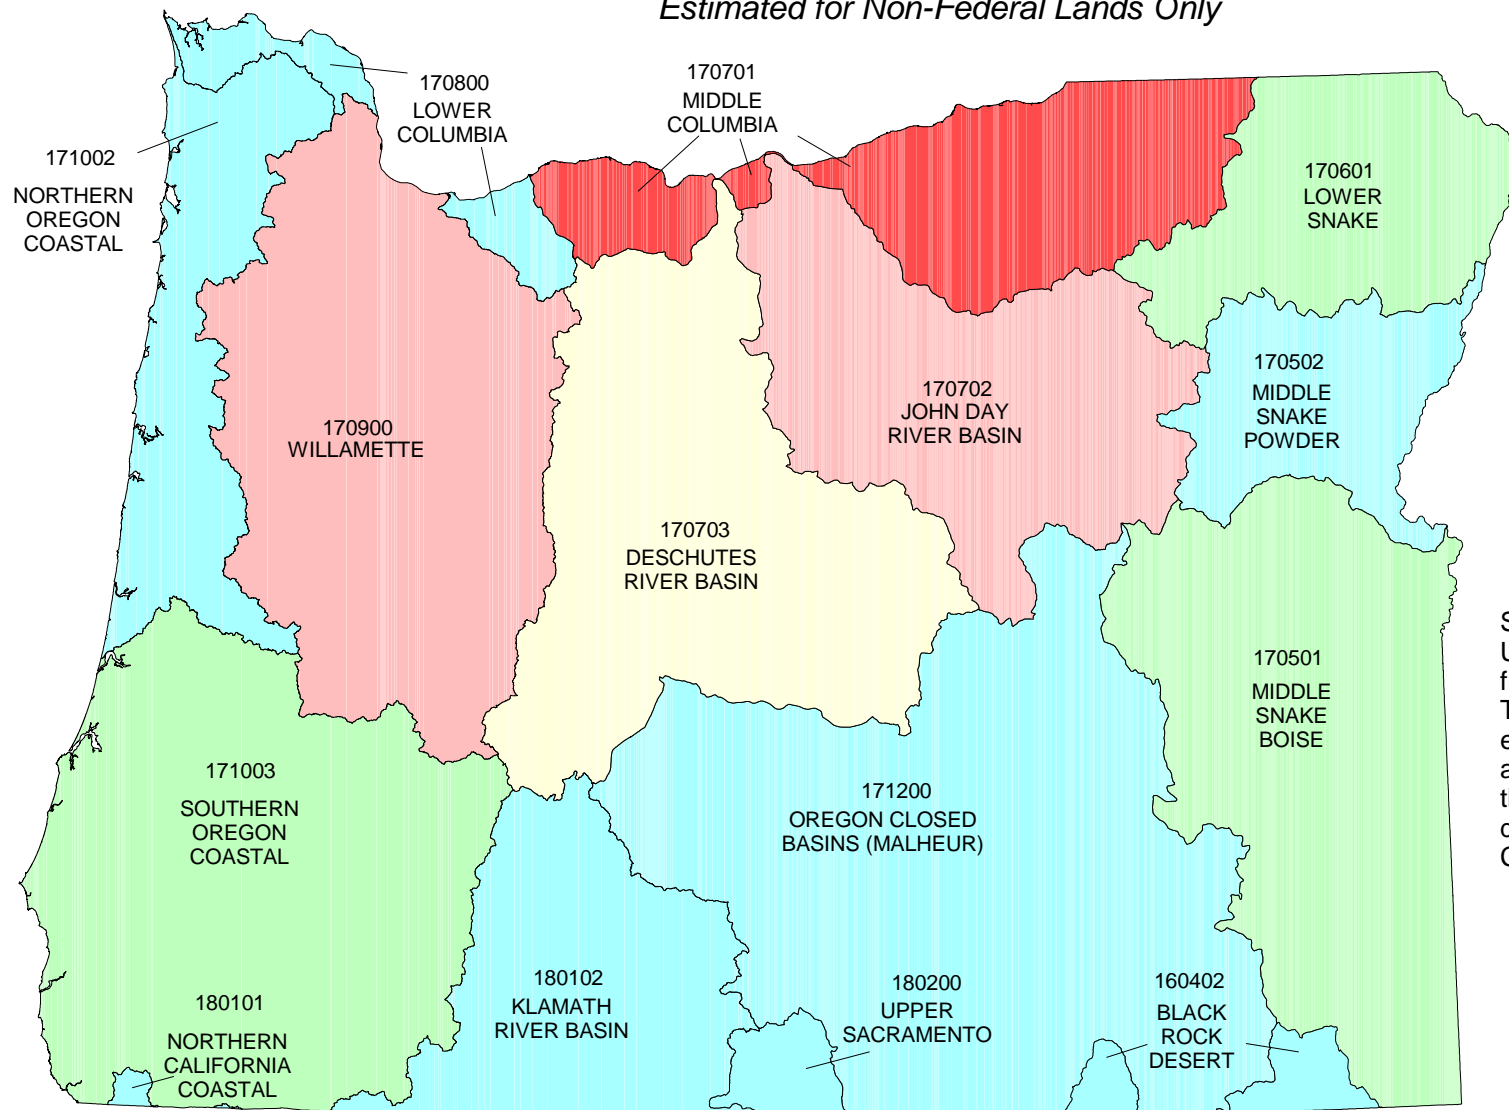 Estimated for Non-Federal Lands Only
170800
LOWER
COLUMBIA
170701
MIDDLE
COLUMBIA
171002
NORTHERN
OREGON
COASTAL
170601
LOWER
SNAKE
170502
MIDDLE
SNAKE
POWDER
170702
JOHN DAY
RIVER BASIN
170900
WILLAMETTE
170703
DESCHUTES
RIVER BASIN
170501
MIDDLE
SNAKE
BOISE
171003
SOUTHERN
OREGON
COASTAL
171200
OREGON CLOSED
BASINS (MALHEUR)
180101
NORTHERN
CALIFORNIA
COASTAL
180102
KLAMATH
RIVER BASIN
180200
UPPER
SACRAMENTO
160402
BLACK
ROCK
DESERT